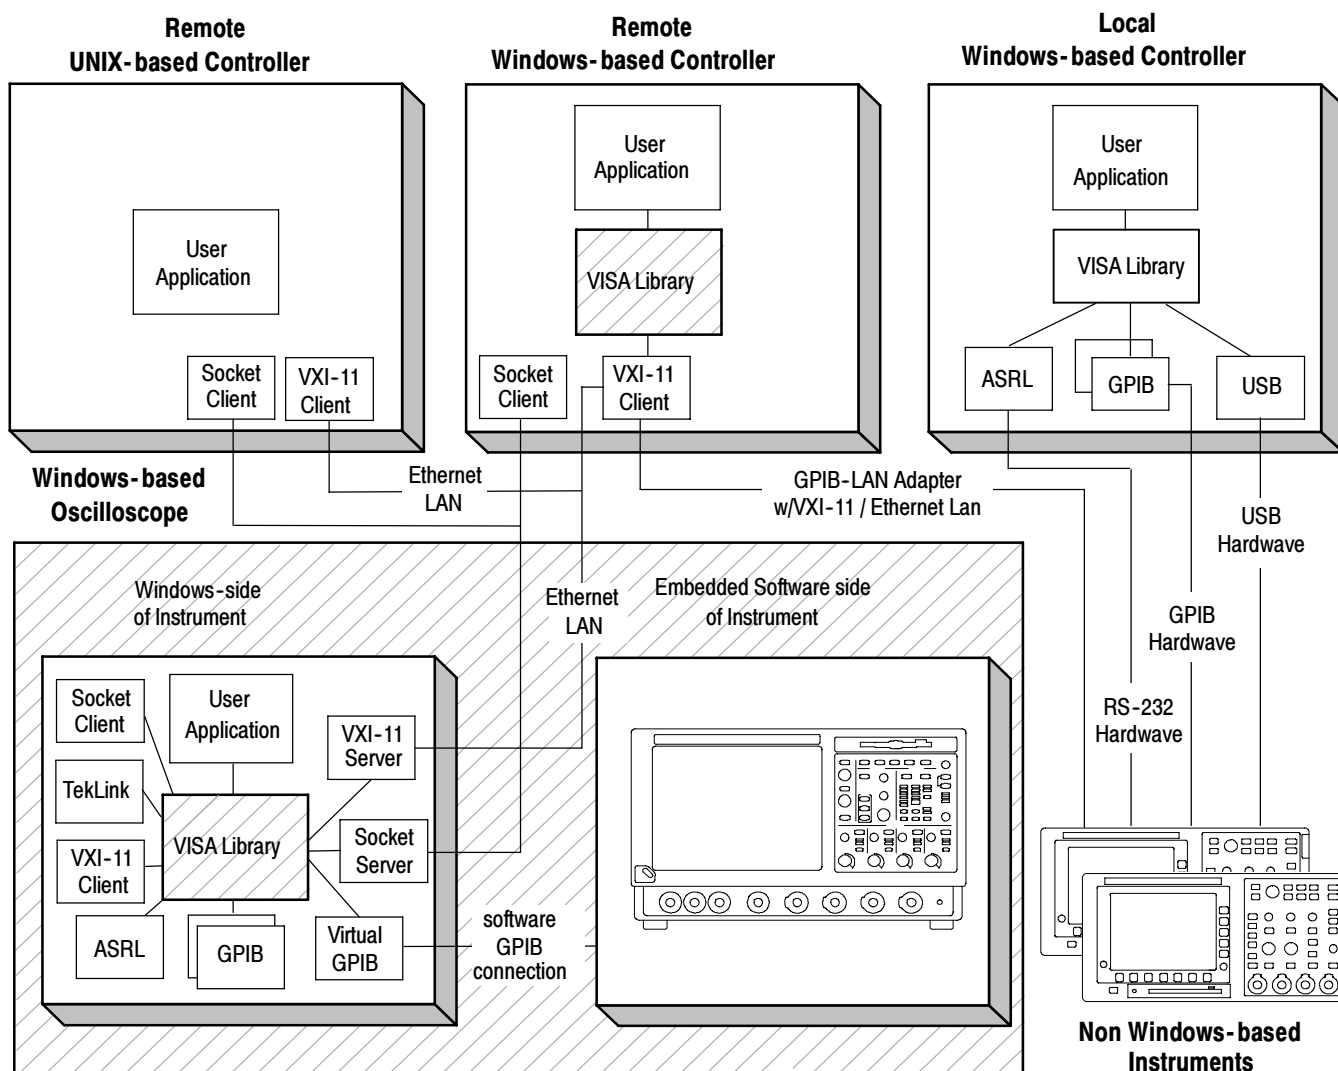 Remote
UNIX-based Controller
Remote
Windows-based Controller
Local
Windows-based Controller
User
Application
Socket
Client
VXI-11
Client
User
Application
VISA Library
Socket
Client
VXI-11
Client
User
Application
VISA Library
ASRL
GPIB
USB
Windows-based
Oscilloscope
Ethernet
LAN
GPIB-LAN Adapter
w/VXI-11 / Ethernet Lan
USB
Hardwave
GPIB
Hardwave
RS-232
Hardwave
Windows-side
of Instrument
Ethernet
LAN
Embedded Software side
of Instrument
Socket
Client
User
Application
VXI-11
Server
TekLink
VISA Library
Socket
Server
VXI-11
Client
ASRL
GPIB
Virtual
GPIB
software
GPIB
connection
Non Windows-based
Instruments